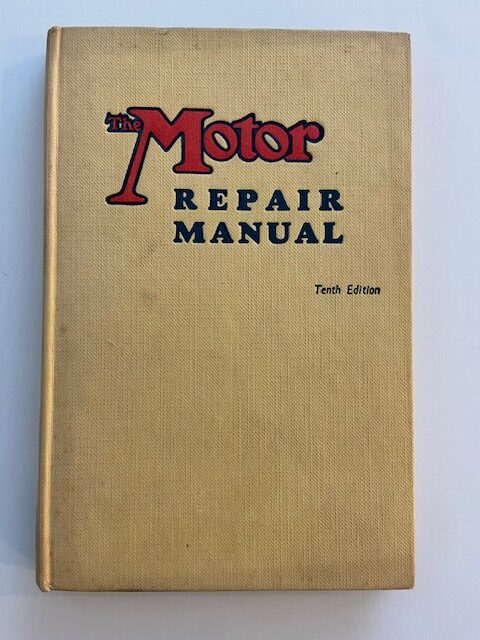 The Motor
REPAIR
MANUAL
Tenth Edition